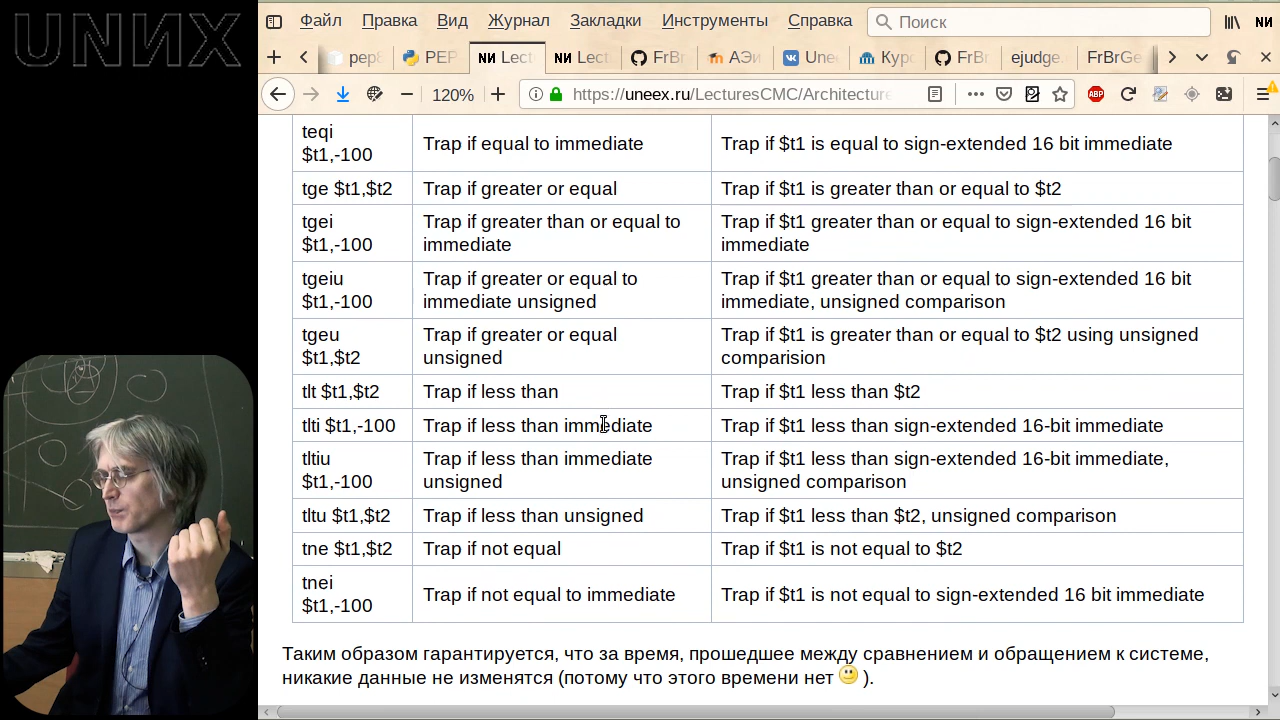 UNИX
Файл Правка Вид Журнал Закладки Инструменты Справка Поиск NИ
pep8 PEP NИ Lect NИ Lect FrBr АЭи Unee Курс FrBr ejudge. FrBrGe
120% https://uneex.ru/LecturesCMC/Architecture ABP
teqi
$t1,-100
Trap if equal to immediate
Trap if $t1 is equal to sign-extended 16 bit immediate
tge $t1,$t2
Trap if greater or equal
Trap if $t1 is greater than or equal to $t2
tgei
$t1,-100
Trap if greater than or equal to
immediate
Trap if $t1 greater than or equal to sign-extended 16 bit
immediate
tgeiu
$t1,-100
Trap if greater or equal to
immediate unsigned
Trap if $t1 greater than or equal to sign-extended 16 bit
immediate, unsigned comparison
tgeu
$t1,$t2
Trap if greater or equal
unsigned
Trap if $t1 is greater than or equal to $t2 using unsigned
comparision
tlt $t1,$t2
Trap if less than
Trap if $t1 less than $t2
tlti $t1,-100
Trap if less than immediate
Trap if $t1 less than sign-extended 16-bit immediate
tltiu
$t1,-100
Trap if less than immediate
unsigned
Trap if $t1 less than sign-extended 16-bit immediate,
unsigned comparison
tltu $t1,$t2
Trap if less than unsigned
Trap if $t1 less than $t2, unsigned comparison
tne $t1,$t2
Trap if not equal
Trap if $t1 is not equal to $t2
tnei
$t1,-100
Trap if not equal to immediate
Trap if $t1 is not equal to sign-extended 16 bit immediate
Таким образом гарантируется, что за время, прошедшее между сравнением и обращением к системе,
никакие данные не изменятся (потому что этого времени нет ).